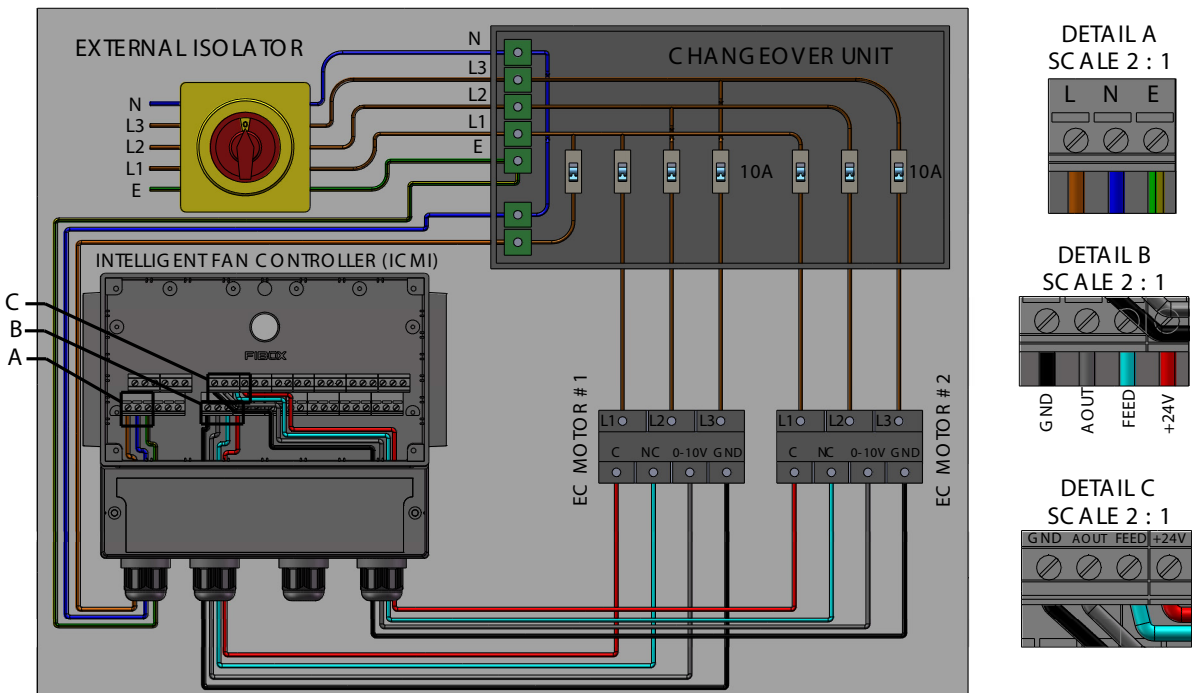 EXTERNAL ISOLATOR
N
L3
L2
L1
E
N
L3
L2
L1
E
CHANGEOVER UNIT
10A
10A
INTELLIGENT FAN CONTROLLER (ICMI)
C
B
A
FIBOX
EC MOTOR # 1
L1 L2 L3
C NC 0-10V GND
L1 L2 L3
C NC 0-10V GND
EC MOTOR # 2
DETAIL A
SCALE 2 : 1
L N E
DETAIL B
SCALE 2 : 1
GND
AOUT
FEED
+24V
DETAIL C
SCALE 2 : 1
GND AOUT FEED +24V